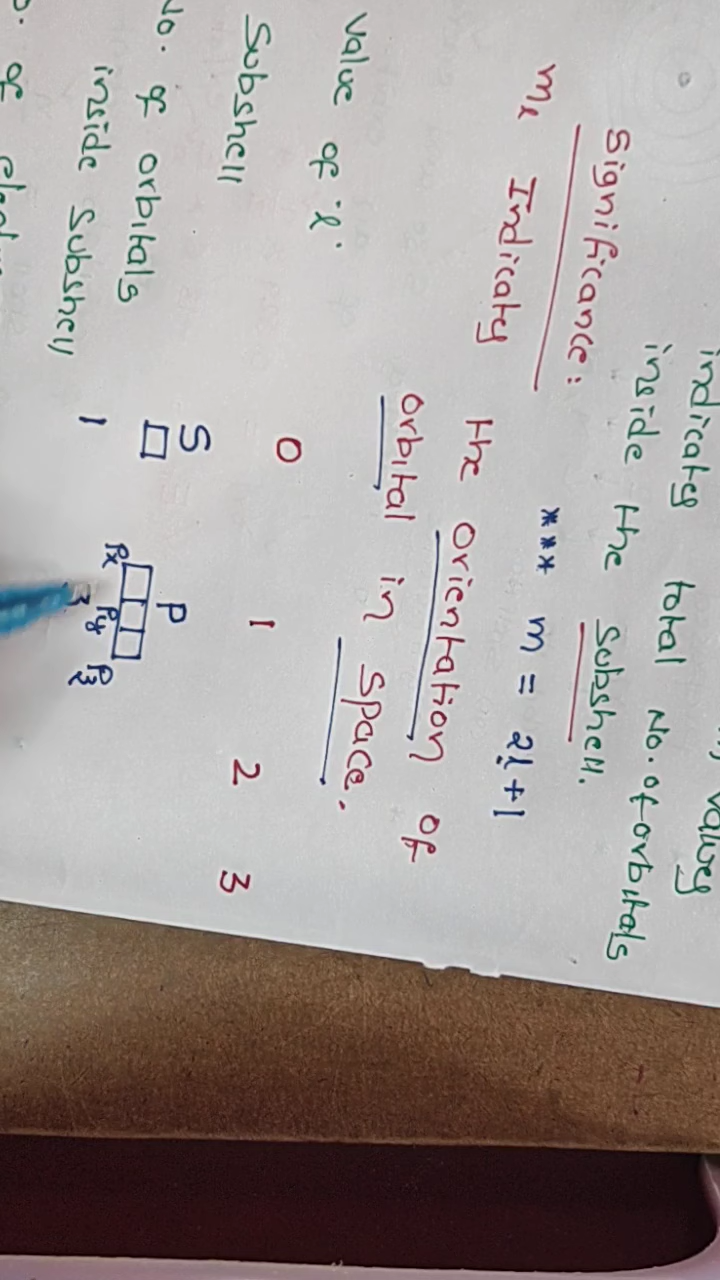 indicates total No. of orbitals
inside the subshell.
Significance: *** m = 2l+1
ml Indicates the orientation of
orbital in space.
Value of 'l' 0 1 2 3
Subshell S P
No. of orbitals
inside Subshell 1 Px Py Pz
3
of